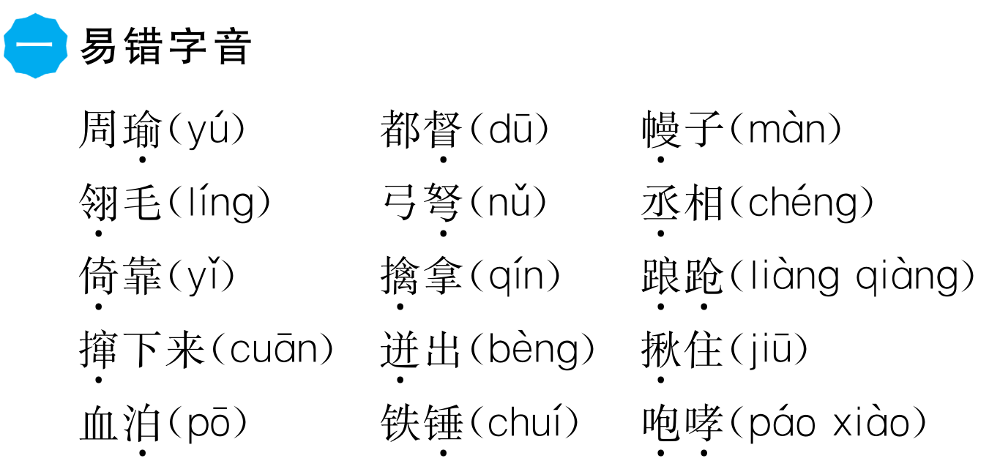 一 易错字音
周瑜(yú) 都督(dū) 幔子(màn)
翎毛(líng) 弓弩(nǔ) 丞相(chéng)
倚靠(yǐ) 擒拿(qín) 踉跄(liàng qiàng)
撺下来(cuān) 迸出(bèng) 揪住(jiū)
血泊(pō) 铁锤(chuí) 咆哮(páo xiào)